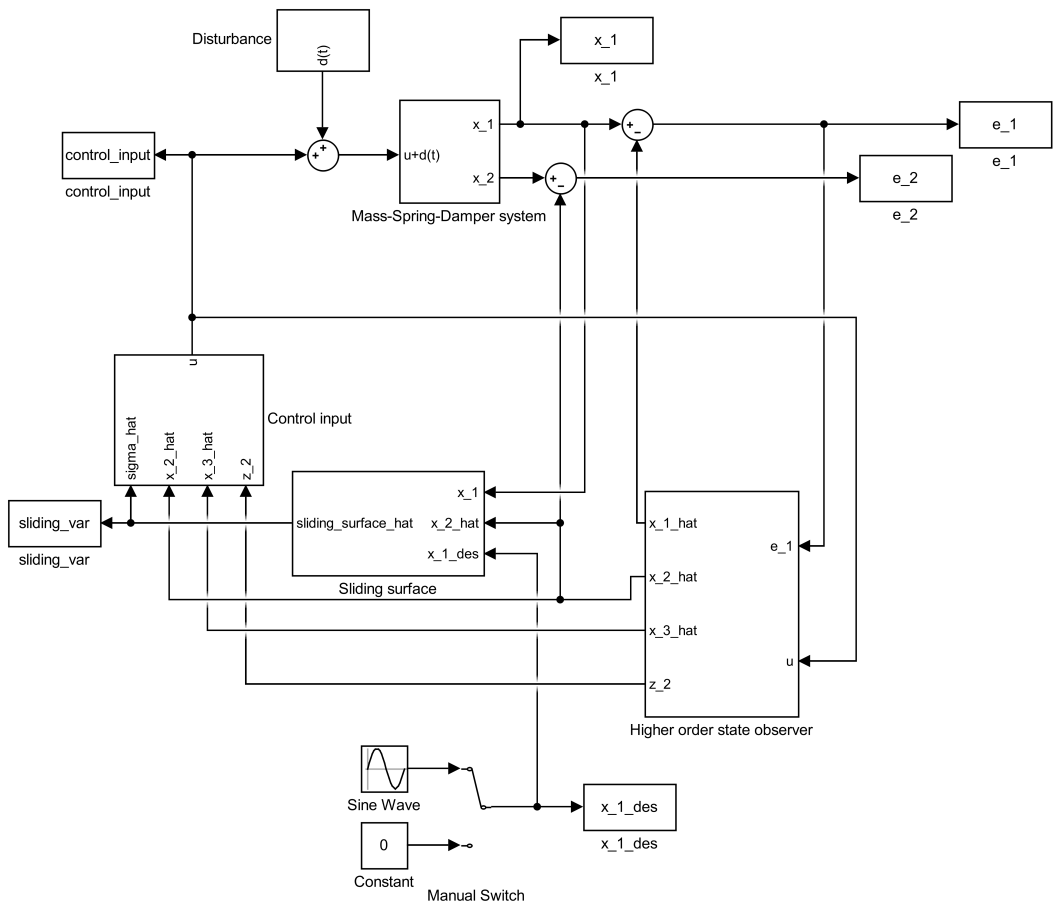 Disturbance
d(t)
x_1
x_1
control_input
control_input
+
+
u+d(t)
x_1
x_2
Mass-Spring-Damper system
+
−
+
−
e_1
e_1
e_2
e_2
u
sigma_hat
x_2_hat
x_3_hat
z_2
Control input
sliding_var
sliding_var
x_1
sliding_surface_hat
x_2_hat
x_1_des
Sliding surface
x_1_hat
x_2_hat
x_3_hat
z_2
e_1
u
Higher order state observer
Sine Wave
0
Constant
Manual Switch
x_1_des
x_1_des